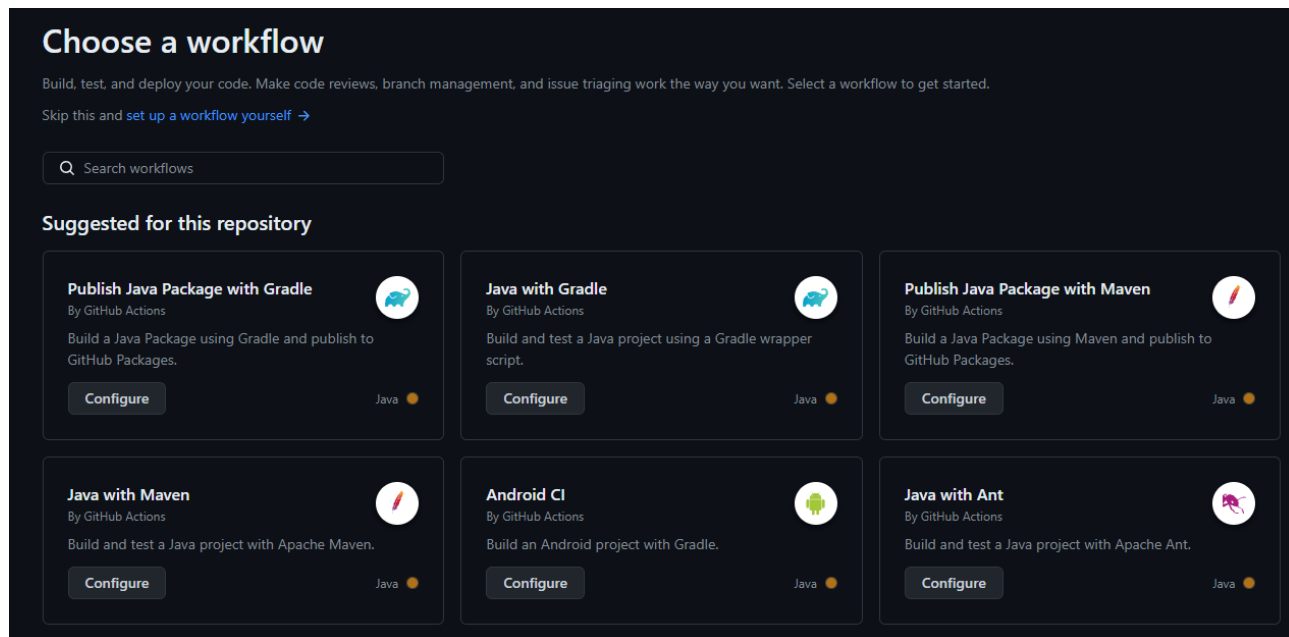 Choose a workflow
Build, test, and deploy your code. Make code reviews, branch management, and issue triaging work the way you want. Select a workflow to get started.
Skip this and set up a workflow yourself →
Search workflows
Suggested for this repository
Publish Java Package with Gradle
By GitHub Actions
Build a Java Package using Gradle and publish to
GitHub Packages.
Configure
Java
Java with Gradle
By GitHub Actions
Build and test a Java project using a Gradle wrapper
script.
Configure
Java
Publish Java Package with Maven
By GitHub Actions
Build a Java Package using Maven and publish to
GitHub Packages.
Configure
Java
Java with Maven
By GitHub Actions
Build and test a Java project with Apache Maven.
Configure
Java
Android CI
By GitHub Actions
Build an Android project with Gradle.
Configure
Java
Java with Ant
By GitHub Actions
Build and test a Java project with Apache Ant.
Configure
Java